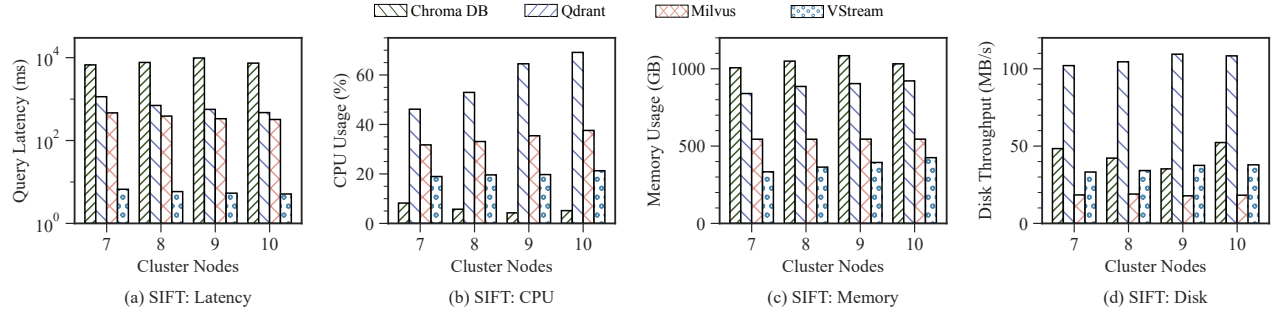 Chroma DB Qdrant Milvus VStream
Query Latency (ms)
10^4
10^2
10^0
7 8 9 10
Cluster Nodes
(a) SIFT: Latency
CPU Usage (%)
60
40
20
0
7 8 9 10
Cluster Nodes
(b) SIFT: CPU
Memory Usage (GB)
1000
500
0
7 8 9 10
Cluster Nodes
(c) SIFT: Memory
Disk Throughput (MB/s)
100
0
7 8 9 10
Cluster Nodes
(d) SIFT: Disk